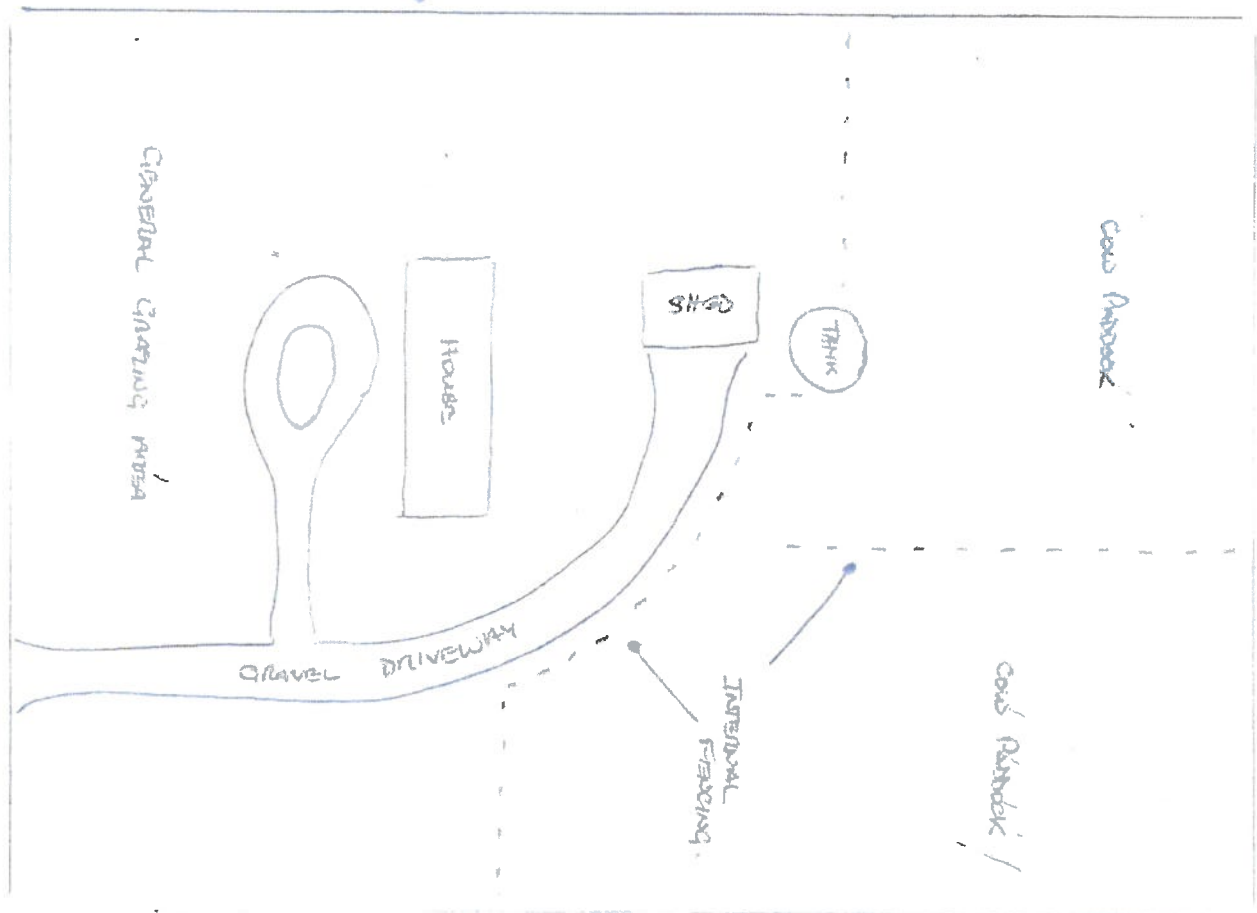 GENERAL GRAZING AREA
HOUSE
SHED
TANK
COW PADDOCK
GRAVEL DRIVEWAY
INTERNAL
FENCING
COW PADDOCK